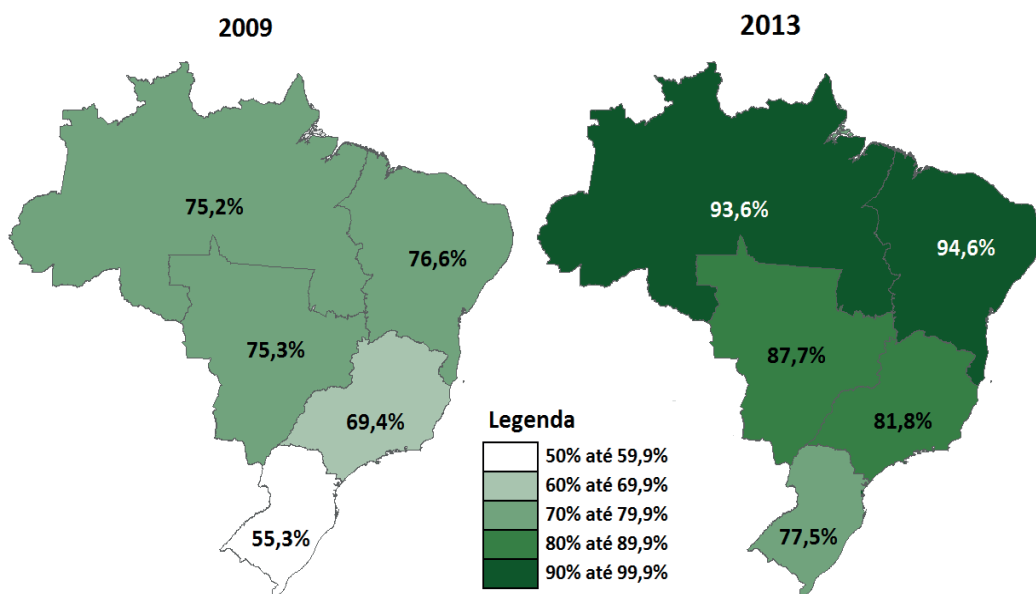 2009
75,2%
76,6%
75,3%
69,4%
55,3%
2013
93,6%
94,6%
87,7%
81,8%
77,5%
Legenda
50% até 59,9%
60% até 69,9%
70% até 79,9%
80% até 89,9%
90% até 99,9%